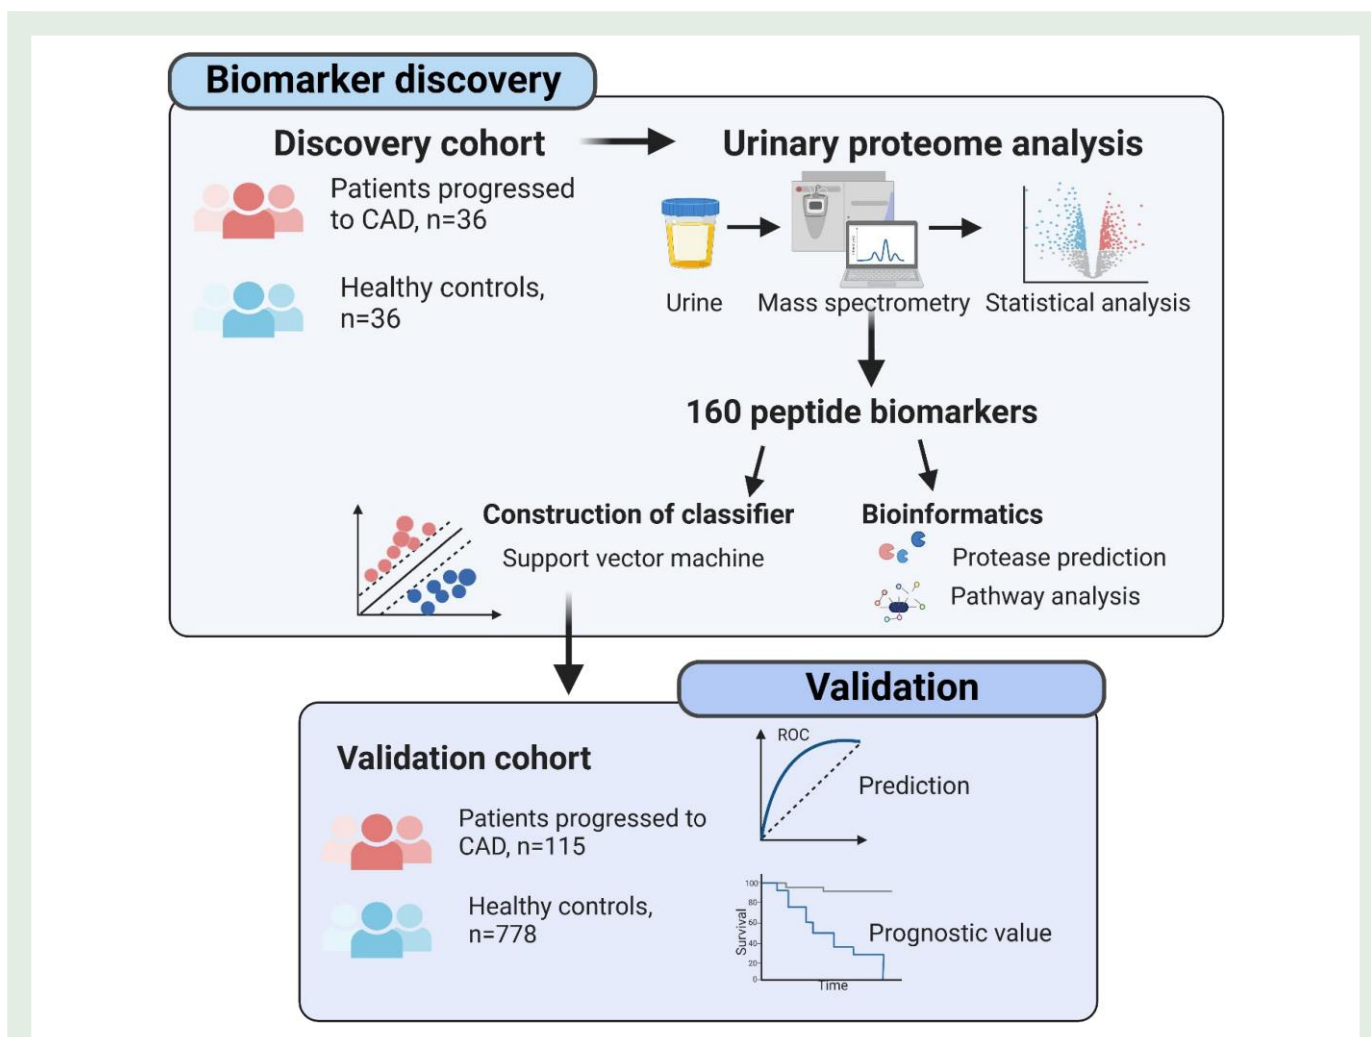 Biomarker discovery
Discovery cohort
Patients progressed
to CAD, n=36
Healthy controls,
n=36
Urinary proteome analysis
Urine
Mass spectrometry
Statistical analysis
160 peptide biomarkers
Construction of classifier
Support vector machine
Bioinformatics
Protease prediction
Pathway analysis
Validation
Validation cohort
Patients progressed to
CAD, n=115
Healthy controls,
n=778
ROC
Prediction
Survival
100
80
60
40
20
0
Time
Prognostic value